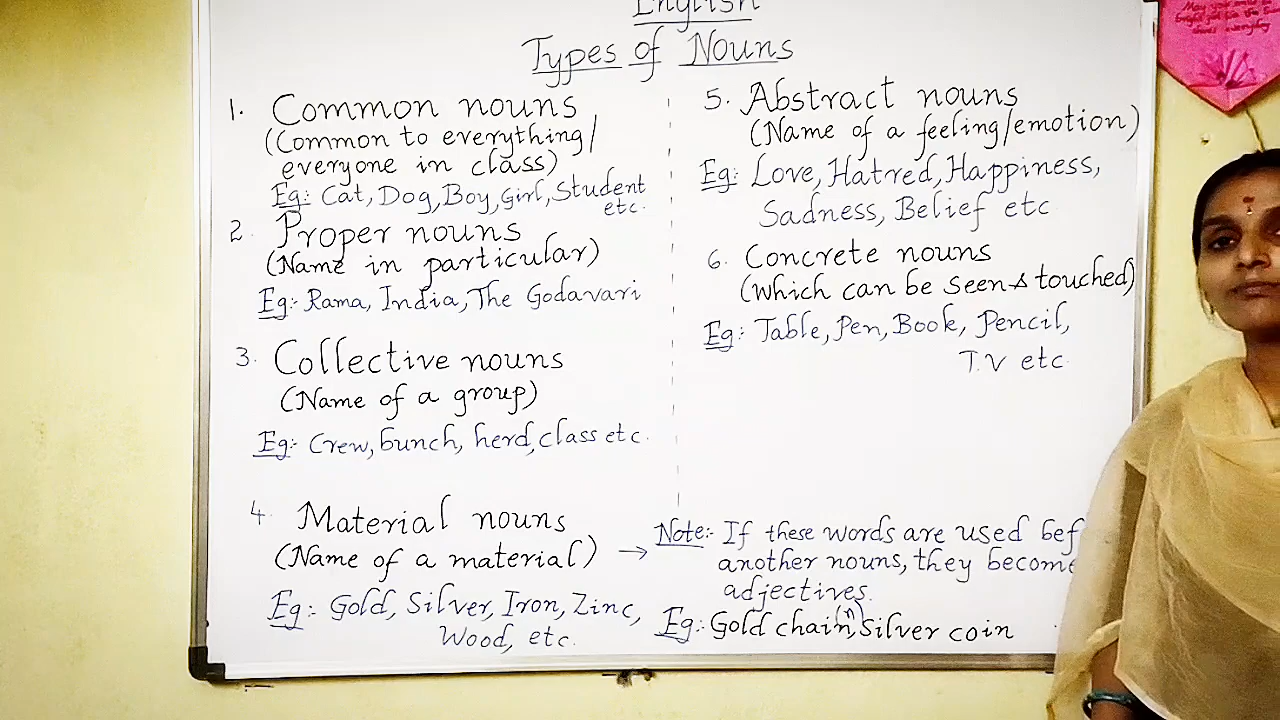 English
Types of Nouns
1. Common nouns
(Common to everything/
everyone in class)
Eg:- Cat, Dog, Boy, Girl, Student
etc.
2. Proper nouns
(Name in particular)
Eg:- Rama, India, The Godavari
3. Collective nouns
(Name of a group)
Eg:- Crew, bunch, herd, class etc.
4. Material nouns
(Name of a material) →
Eg:- Gold, Silver, Iron, Zinc,
Wood, etc.
5. Abstract nouns
(Name of a feeling/emotion)
Eg: Love, Hatred, Happiness,
Sadness, Belief etc
6. Concrete nouns
(which can be seen & touched)
Eg: Table, Pen, Book, Pencil,
T.V etc.
Note:- If these words are used bef
another nouns, they become
adjectives.
Eg:- Gold chain, (n) Silver coin